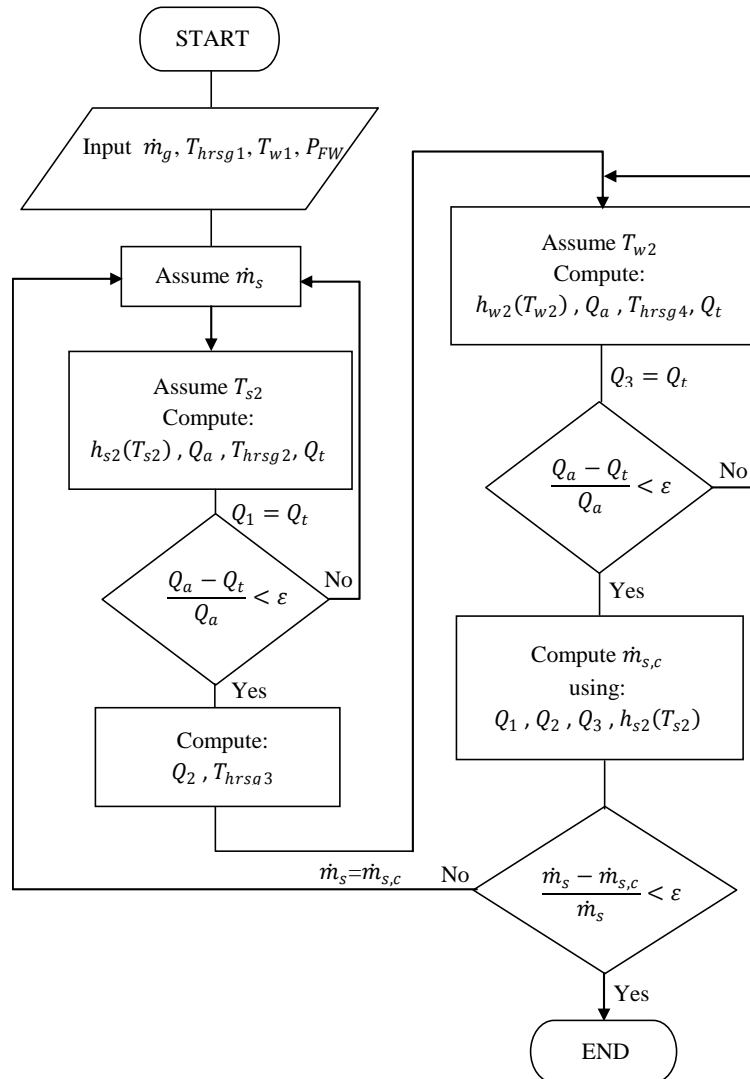 START
Input ṁ_g, T_hrsg1, T_w1, P_FW
Assume ṁ_s
Assume T_s2
Compute:
h_s2(T_s2) , Q_a , T_hrsg2, Q_t
Q_1 = Q_t
(Q_a − Q_t)/Q_a < ε
No
Yes
Compute:
Q_2 , T_hrsg3
Assume T_w2
Compute:
h_w2(T_w2) , Q_a , T_hrsg4, Q_t
Q_3 = Q_t
(Q_a − Q_t)/Q_a < ε
No
Yes
Compute ṁ_s,c
using:
Q_1 , Q_2 , Q_3 , h_s2(T_s2)
(ṁ_s − ṁ_s,c)/ṁ_s < ε
No
ṁ_s=ṁ_s,c
Yes
END